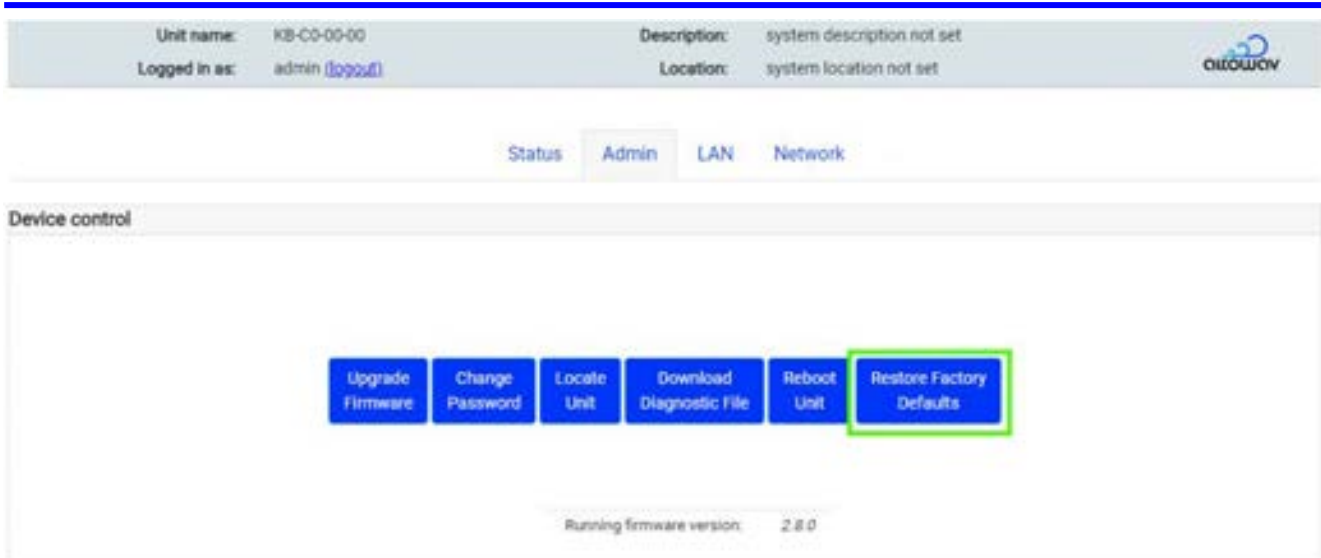 Unit name: KB-C0-00-00 Description: system description not set
Logged in as: admin (logout) Location: system location not set
altowav
Status Admin LAN Network
Device control
Upgrade Firmware
Change Password
Locate Unit
Download Diagnostic File
Reboot Unit
Restore Factory Defaults
Running firmware version: 2.8.0